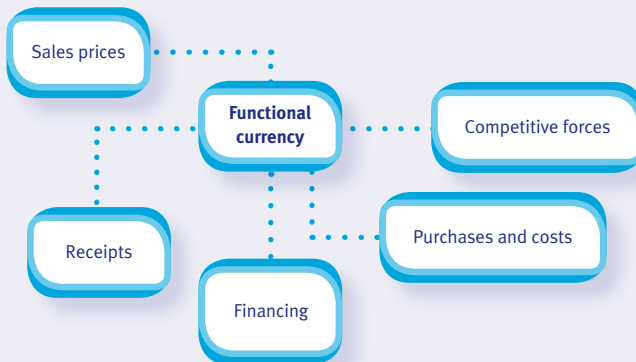 Sales prices
Functional
currency
Competitive forces
Receipts
Purchases and costs
Financing